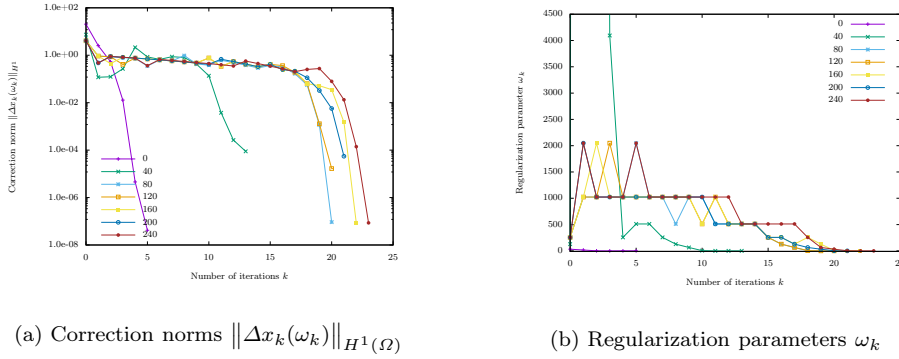 1.0e+02
1.0e+00
1.0e-02
1.0e-04
1.0e-06
1.0e-08
Correction norm ||Δx_k(ω_k)||_{H^1}
0
40
80
120
160
200
240
0 5 10 15 20 25
Number of iterations k
4500
4000
3500
3000
2500
2000
1500
1000
500
0
Regularization parameter ω_k
0
40
80
120
160
200
240
0 5 10 15 20 25
Number of iterations k
(a) Correction norms ||Δx_k(ω_k)||_{H^1(Ω)}
(b) Regularization parameters ω_k